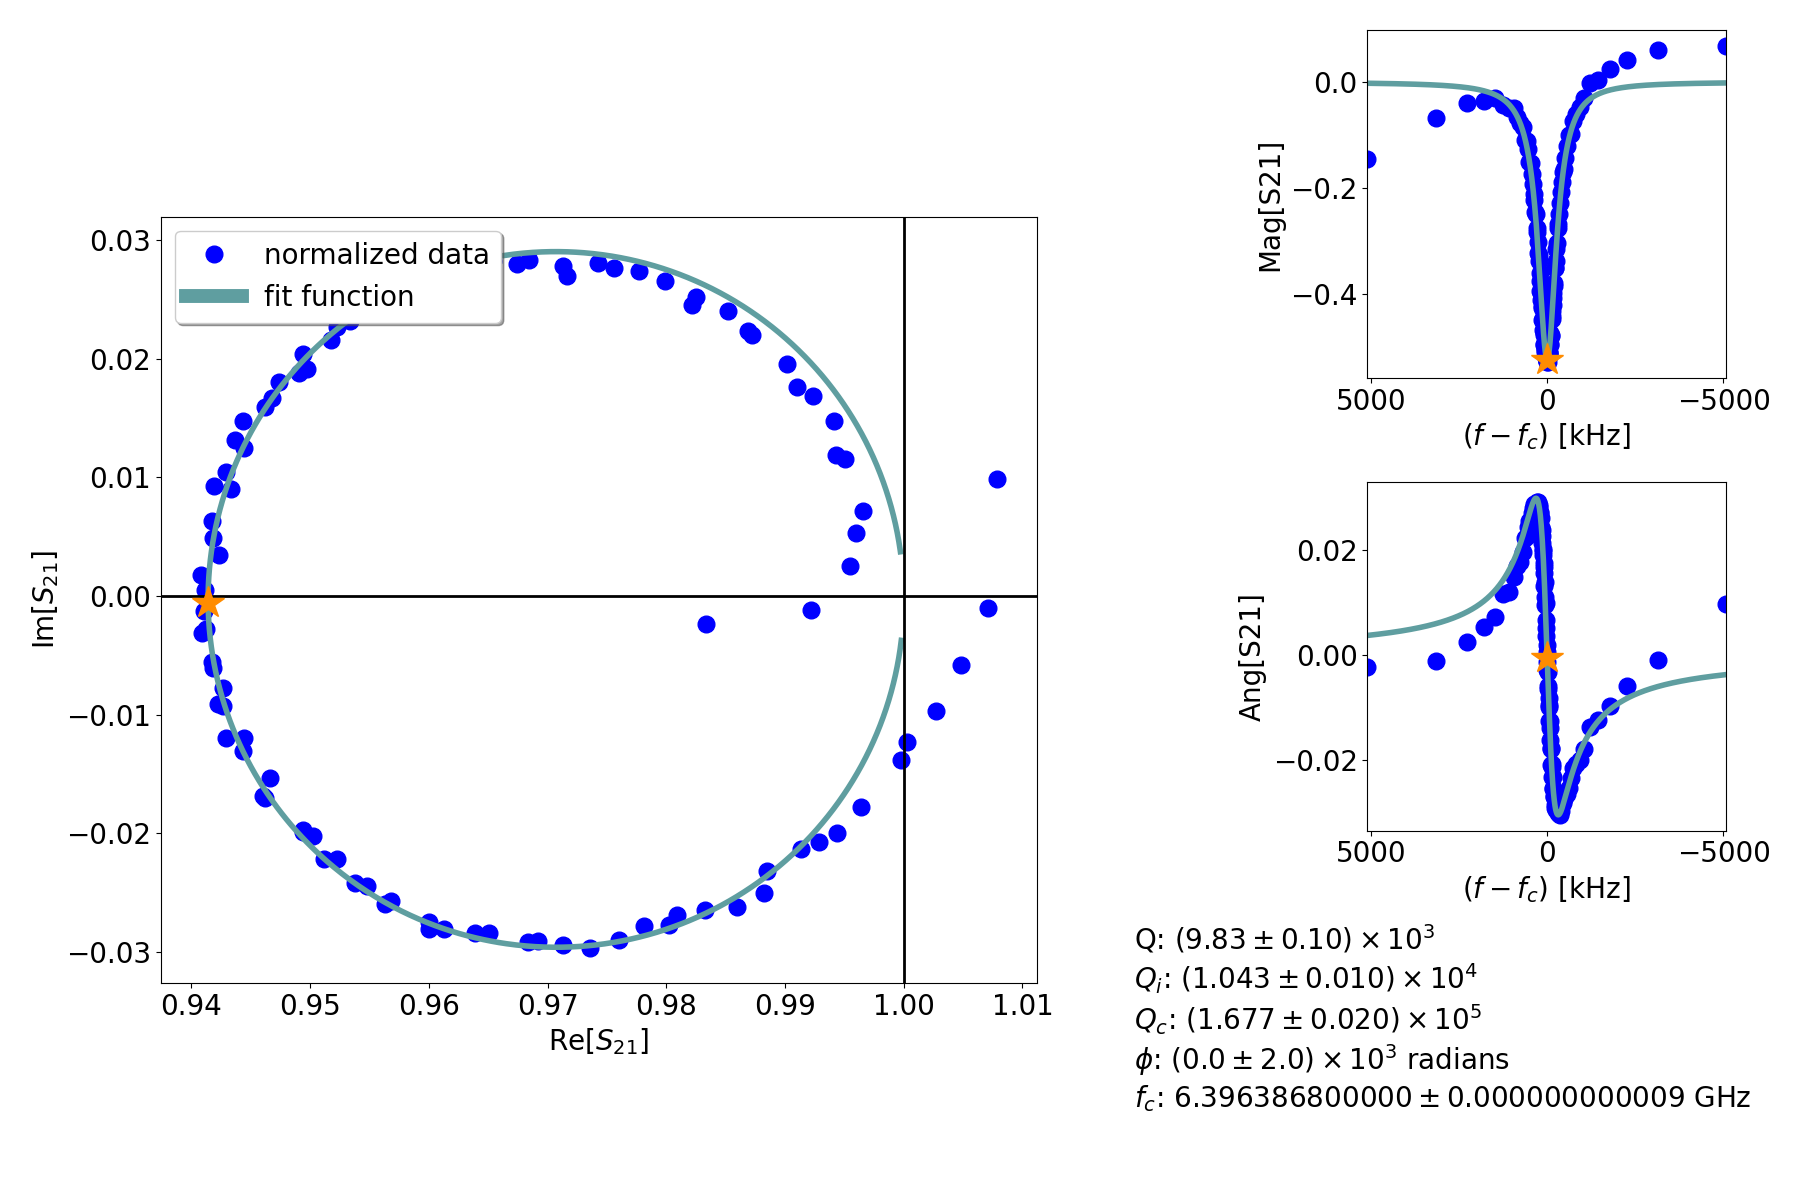 normalized data
fit function
0.03
0.02
0.01
0.00
−0.01
−0.02
−0.03
Im[S₂₁]
0.94 0.95 0.96 0.97 0.98 0.99 1.00 1.01
Re[S₂₁]
0.0
−0.2
−0.4
Mag[S21]
5000 0 −5000
(f − f_c) [kHz]
0.02
0.00
−0.02
Ang[S21]
5000 0 −5000
(f − f_c) [kHz]
Q: (9.83 ± 0.10) × 10³
Qᵢ: (1.043 ± 0.010) × 10⁴
Q_c: (1.677 ± 0.020) × 10⁵
ϕ: (0.0 ± 2.0) × 10³ radians
f_c: 6.396386800000 ± 0.000000000009 GHz